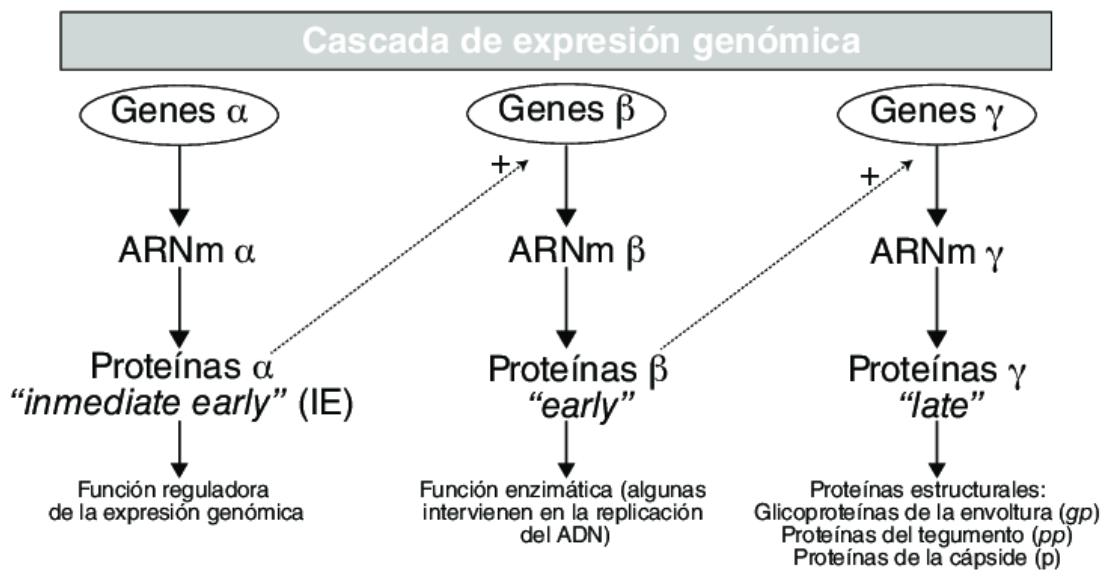 Cascada de expresión genómica
Genes α
Genes β
Genes γ
+
+
ARNm α
ARNm β
ARNm γ
Proteínas α
"inmediate early" (IE)
Proteínas β
"early"
Proteínas γ
"late"
Función reguladora
de la expresión genómica
Función enzimática (algunas
intervienen en la replicación
del ADN)
Proteínas estructurales:
Glicoproteínas de la envoltura (gp)
Proteínas del tegumento (pp)
Proteínas de la cápside (p)